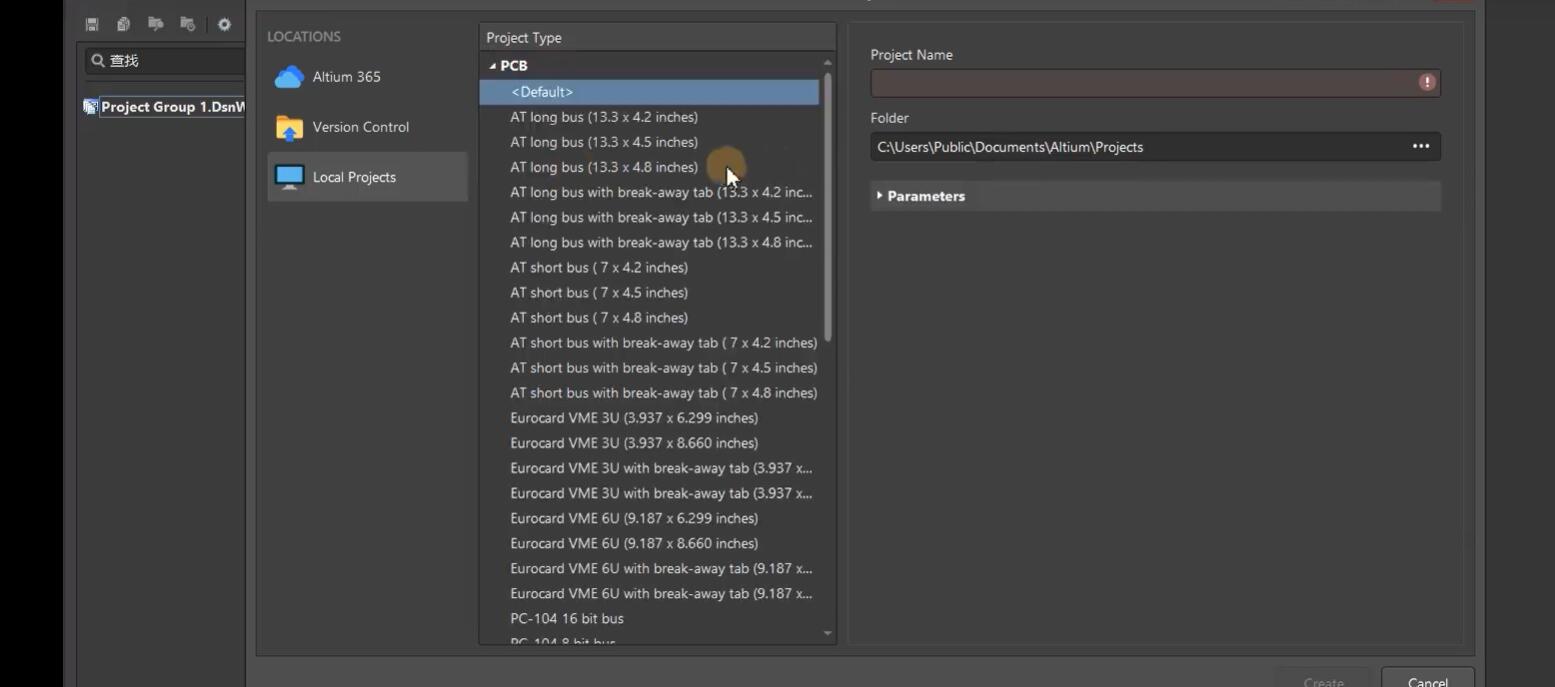 查找
Project Group 1.DsnW
LOCATIONS
Altium 365
Version Control
Local Projects
Project Type
PCB
<Default>
AT long bus (13.3 x 4.2 inches)
AT long bus (13.3 x 4.5 inches)
AT long bus (13.3 x 4.8 inches)
AT long bus with break-away tab (13.3 x 4.2 inc...
AT long bus with break-away tab (13.3 x 4.5 inc...
AT long bus with break-away tab (13.3 x 4.8 inc...
AT short bus ( 7 x 4.2 inches)
AT short bus ( 7 x 4.5 inches)
AT short bus ( 7 x 4.8 inches)
AT short bus with break-away tab ( 7 x 4.2 inches)
AT short bus with break-away tab ( 7 x 4.5 inches)
AT short bus with break-away tab ( 7 x 4.8 inches)
Eurocard VME 3U (3.937 x 6.299 inches)
Eurocard VME 3U (3.937 x 8.660 inches)
Eurocard VME 3U with break-away tab (3.937 x...
Eurocard VME 3U with break-away tab (3.937 x...
Eurocard VME 6U (9.187 x 6.299 inches)
Eurocard VME 6U (9.187 x 8.660 inches)
Eurocard VME 6U with break-away tab (9.187 x...
Eurocard VME 6U with break-away tab (9.187 x...
PC-104 16 bit bus
PC-104 8 bit bus
Project Name
Folder
C:\Users\Public\Documents\Altium\Projects
Parameters
Create
Cancel